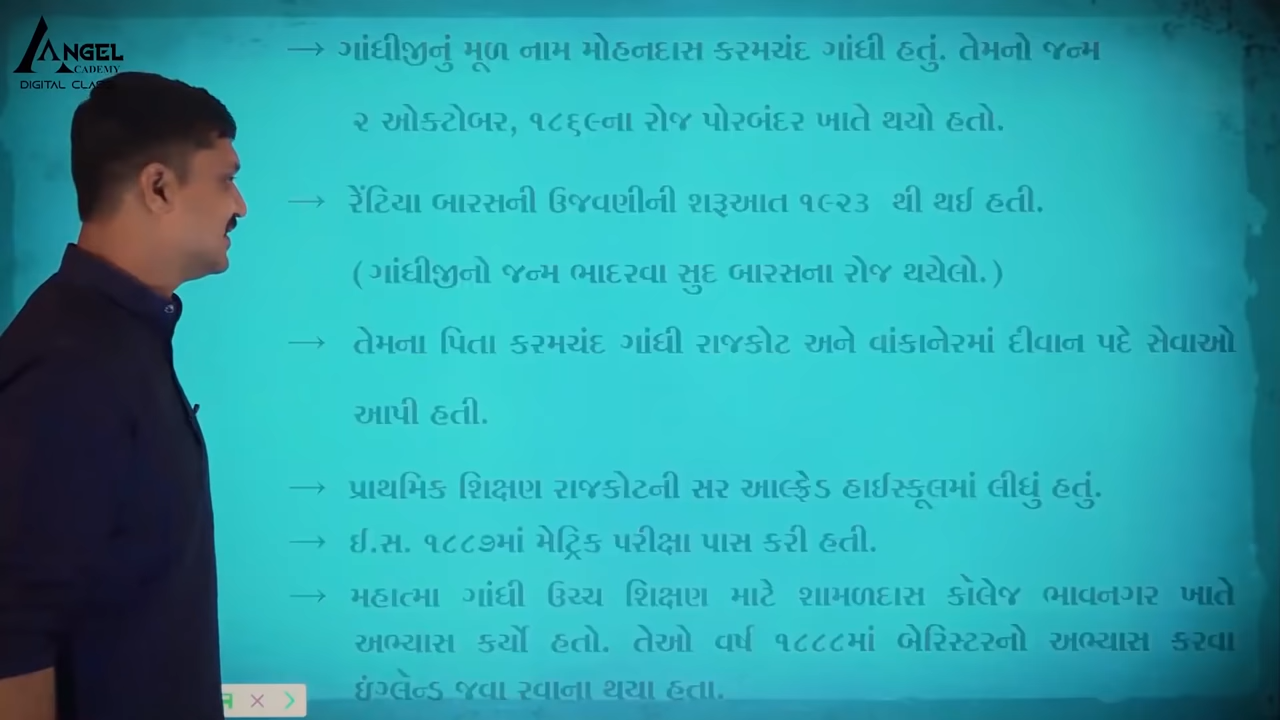 ANGEL
ACADEMY
DIGITAL CLASS
→ ગાંધીજીનું મૂળ નામ મોહનદાસ કરમચંદ ગાંધી હતું. તેમનો જન્મ
૨ ઓક્ટોબર, ૧૮૬૯ના રોજ પોરબંદર ખાતે થયો હતો.
→ રેંટિયા બારસની ઉજવણીની શરૂઆત ૧૯૨૩ થી થઈ હતી.
(ગાંધીજીનો જન્મ ભાદરવા સુદ બારસના રોજ થયેલો.)
→ તેમના પિતા કરમચંદ ગાંધી રાજકોટ અને વાંકાનેરમાં દીવાન પદે સેવાઓ
આપી હતી.
→ પ્રાથમિક શિક્ષણ રાજકોટની સર આલ્ફ્રેડ હાઈસ્કૂલમાં લીધું હતું.
→ ઈ.સ. ૧૮૮૭માં મેટ્રિક પરીક્ષા પાસ કરી હતી.
→ મહાત્મા ગાંધી ઉચ્ચ શિક્ષણ માટે શામળદાસ કૉલેજ ભાવનગર ખાતે
અભ્યાસ કર્યો હતો. તેઓ વર્ષ ૧૮૮૮માં બેરિસ્ટરનો અભ્યાસ કરવા
ઇંગ્લૅન્ડ જવા રવાના થયા હતા.